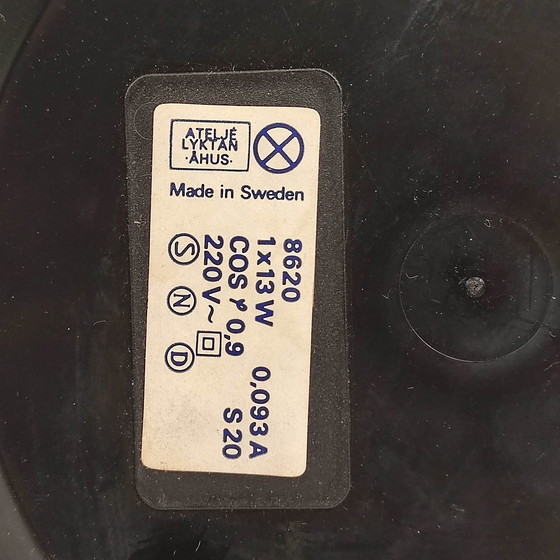 ATELJÉ
LYKTAN
·ÅHUS·
Made in Sweden
8620
1x13W 0,093A
COS φ 0,9 S 20
220V~
S N D